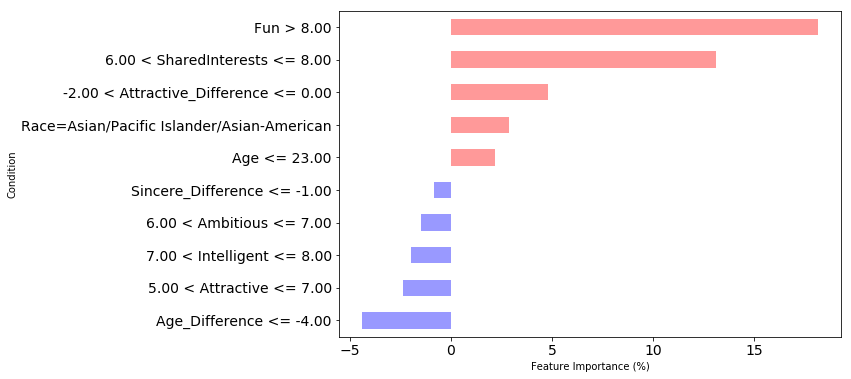 Fun > 8.00
6.00 < SharedInterests <= 8.00
-2.00 < Attractive_Difference <= 0.00
Race=Asian/Pacific Islander/Asian-American
Age <= 23.00
Sincere_Difference <= -1.00
6.00 < Ambitious <= 7.00
7.00 < Intelligent <= 8.00
5.00 < Attractive <= 7.00
Age_Difference <= -4.00
Condition
−5 0 5 10 15
Feature Importance (%)